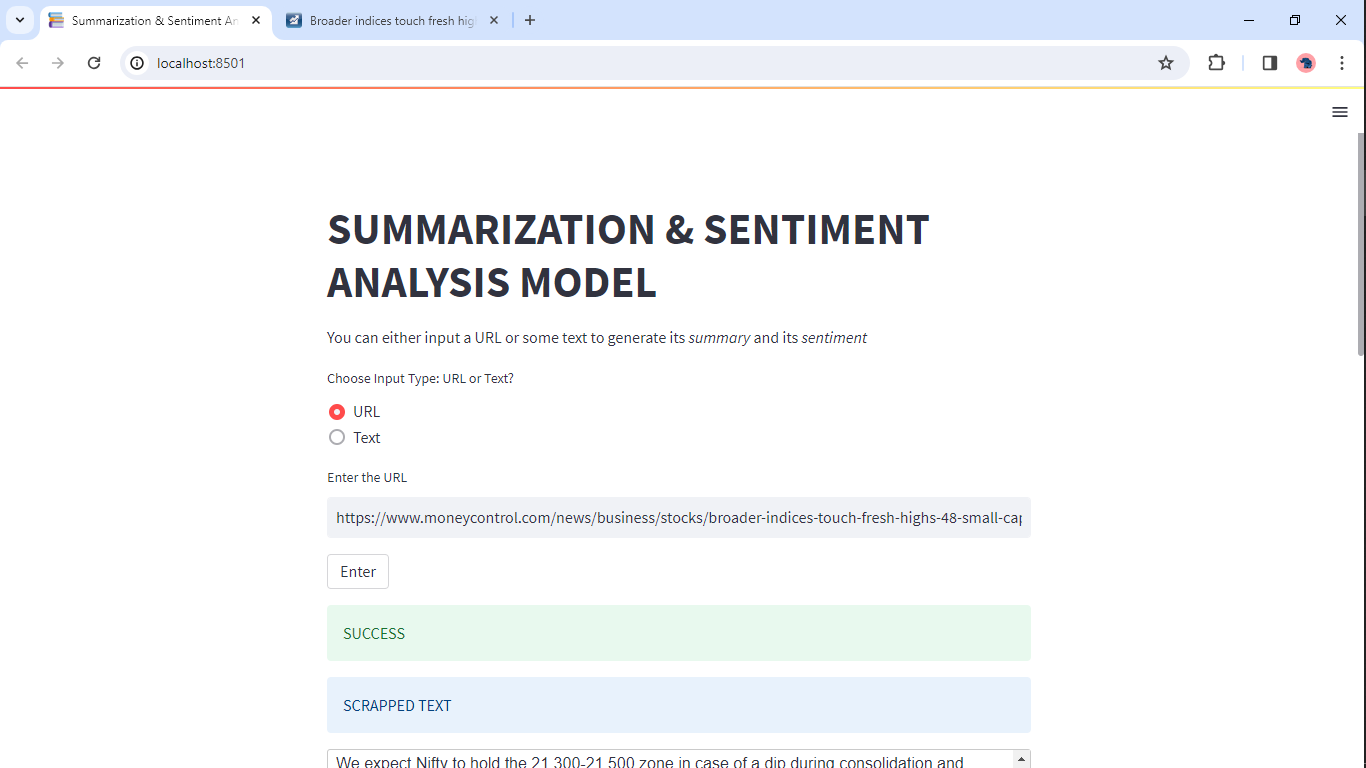 Summarization & Sentiment An
Broader indices touch fresh hig
localhost:8501
SUMMARIZATION & SENTIMENT
ANALYSIS MODEL
You can either input a URL or some text to generate its summary and its sentiment
Choose Input Type: URL or Text?
URL
Text
Enter the URL
https://www.moneycontrol.com/news/business/stocks/broader-indices-touch-fresh-highs-48-small-cap
Enter
SUCCESS
SCRAPPED TEXT
We expect Nifty to hold the 21,300-21,500 zone in case of a dip during consolidation and